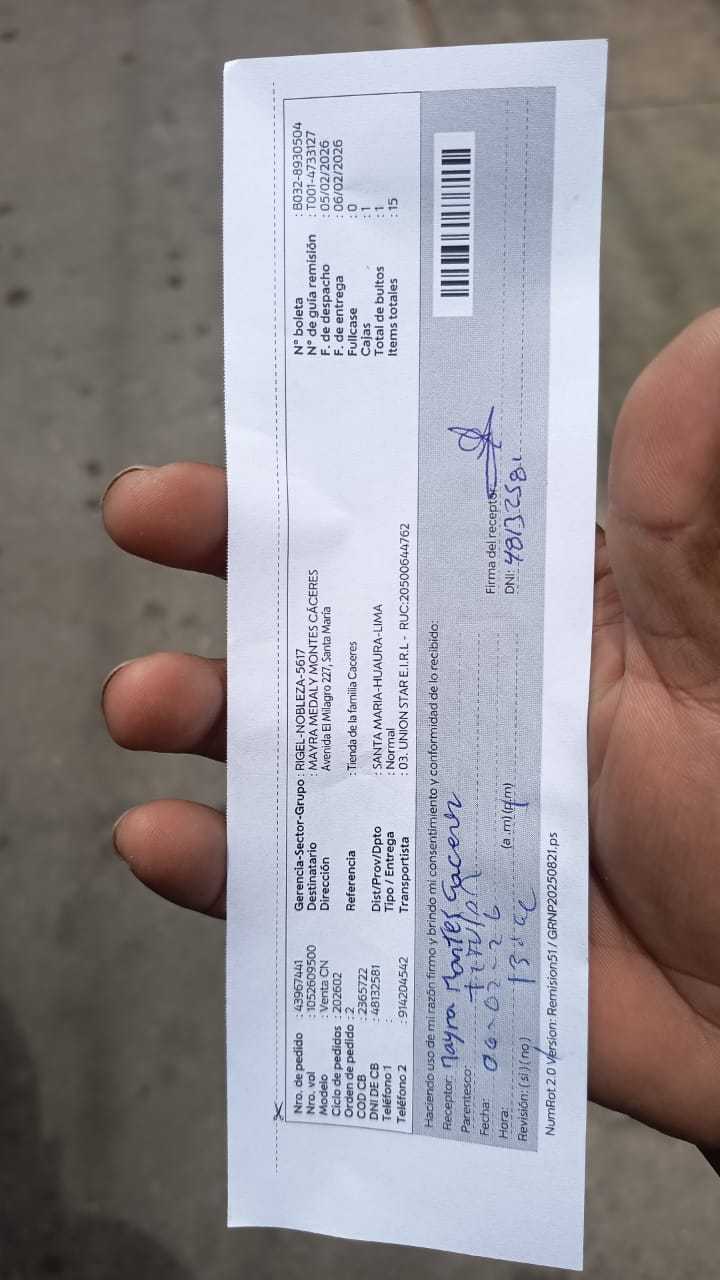 Nro. de pedido : 43967441
Nro. vol : 1052609500
Modelo : Venta CN
Ciclo de pedidos : 202602
Orden de pedido : 2
COD CB : 2365722
DNI DE CB : 48132581
Teléfono 1 :
Teléfono 2 : 914204542
Gerencia-Sector-Grupo : RIGEL-NOBLEZA-5617
Destinatario : MAYRA MEDALY MONTES CÁCERES
Dirección Avenida El Milagro 227, Santa María
Referencia : Tienda de la familia Caceres
Dist/Prov/Dpto : SANTA MARIA-HUAURA-LIMA
Tipo / Entrega : Normal
Transportista : 03. UNION STAR E.I.R.L - RUC:20500644762
N° boleta : B032-8930504
N° de guía remisión : T001-4733127
F. de despacho : 05/02/2026
F. de entrega : 06/02/2026
Fullcase : 0
Cajas : 1
Total de bultos : 1
Items totales : 15
Haciendo uso de mi razón firmo y brindo mi consentimiento y conformidad de lo recibido:
Receptor: Mayra Montes Caceres
Parentesco: titular
Fecha: 06-02-26
Hora: (a.m) (p.m)
Revisión: (si) (no)
Firma del receptor:
DNI: 48132581
NumRot 2.0 Version: Remision51 / GRNP20250821.ps